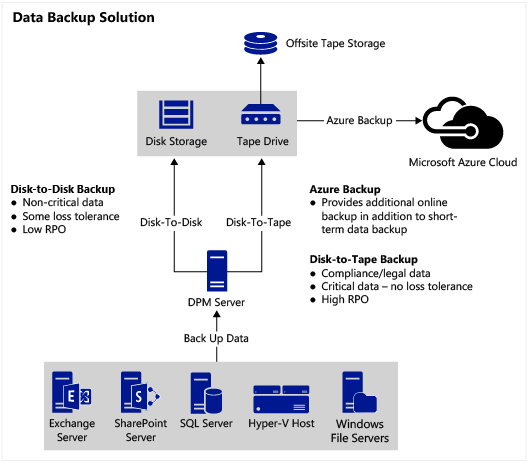 Data Backup Solution
Offsite Tape Storage
Disk Storage
Tape Drive
Azure Backup
Microsoft Azure Cloud
Disk-to-Disk Backup
● Non-critical data
● Some loss tolerance
● Low RPO
Disk-To-Disk
Disk-To-Tape
Azure Backup
● Provides additional online
backup in addition to short-
term data backup
Disk-to-Tape Backup
● Compliance/legal data
● Critical data – no loss tolerance
● High RPO
DPM Server
Back Up Data
E
S
Exchange
Server
SharePoint
Server
SQL Server
Hyper-V Host
Windows
File Servers